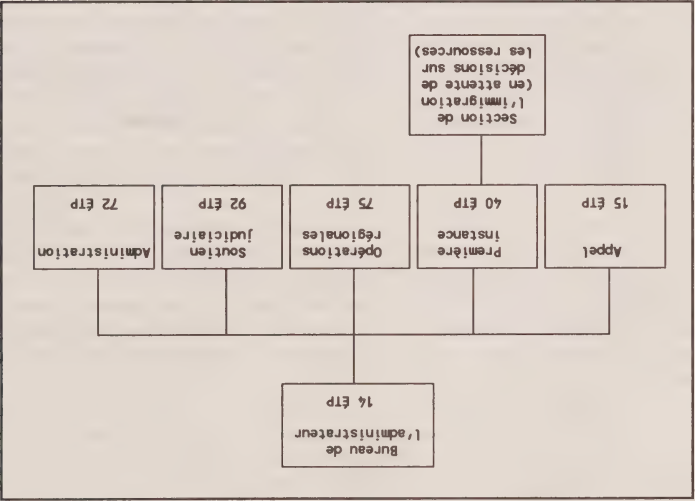 Bureau de
l'administrateur
14 ÉTP
Appel
15 ÉTP
Première
instance
40 ÉTP
Opérations
régionales
75 ÉTP
Soutien
judiciaire
92 ÉTP
Administration
72 ÉTP
Section de
l'immigration
(en attente de
décisions sur
les ressources)